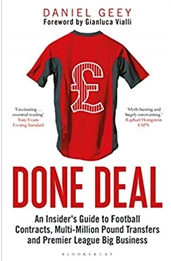 DANIEL GEEY
Foreword by Gianluca Vialli
'Fascinating ...
essential reading'
Tony Evans
Evening Standard
'Myth-busting and
hugely entertaining.'
Raphael Honigstein
ESPN
£
DONE DEAL
An Insider's Guide to Football
Contracts, Multi-Million Pound Transfers
and Premier League Big Business
BLOOMSBURY